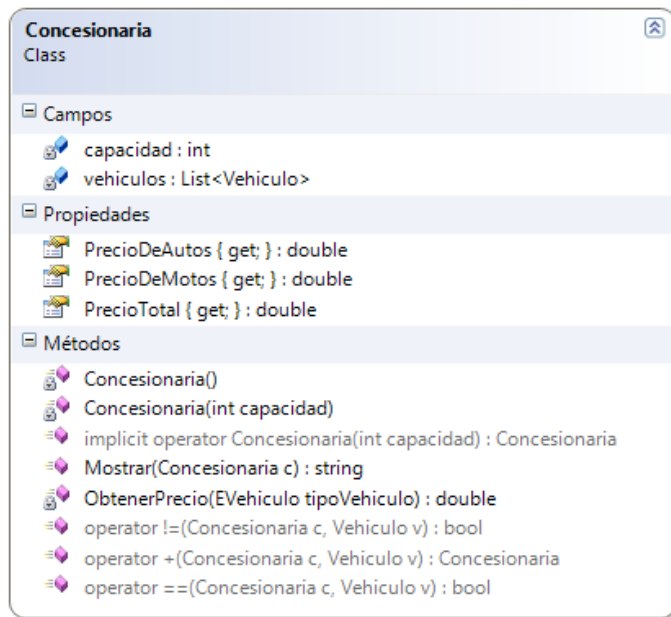 Concesionaria
Class
Campos
capacidad : int
vehiculos : List<Vehiculo>
Propiedades
PrecioDeAutos { get; } : double
PrecioDeMotos { get; } : double
PrecioTotal { get; } : double
Métodos
Concesionaria()
Concesionaria(int capacidad)
implicit operator Concesionaria(int capacidad) : Concesionaria
Mostrar(Concesionaria c) : string
ObtenerPrecio(EVehiculo tipoVehiculo) : double
operator !=(Concesionaria c, Vehiculo v) : bool
operator +(Concesionaria c, Vehiculo v) : Concesionaria
operator ==(Concesionaria c, Vehiculo v) : bool